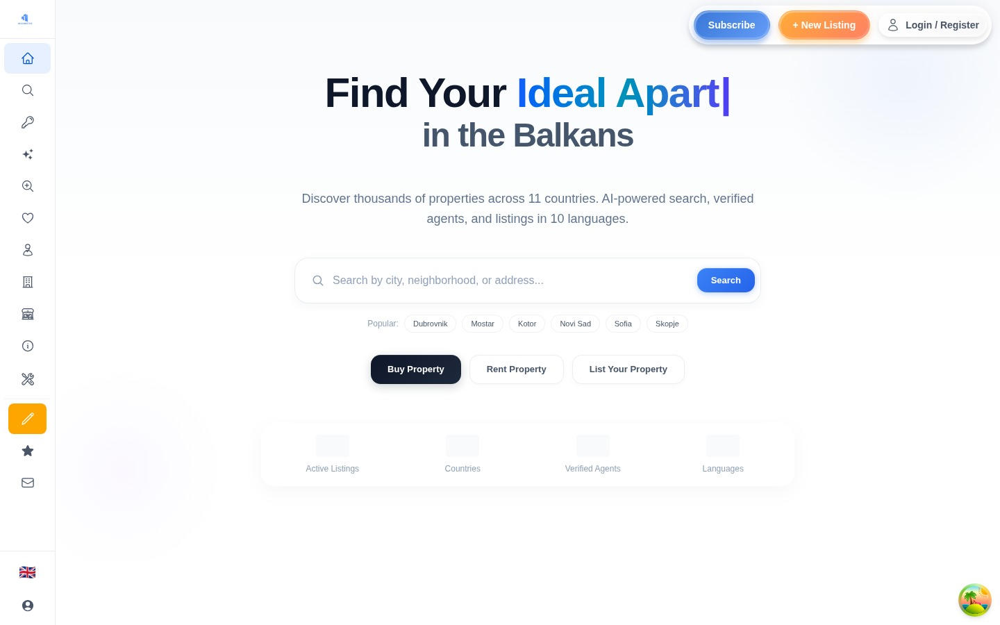 Subscribe
+ New Listing
Login / Register
Find Your Ideal Apart|
in the Balkans
Discover thousands of properties across 11 countries. AI-powered search, verified
agents, and listings in 10 languages.
Search by city, neighborhood, or address...
Search
Popular:
Dubrovnik
Mostar
Kotor
Novi Sad
Sofia
Skopje
Buy Property
Rent Property
List Your Property
Active Listings
Countries
Verified Agents
Languages